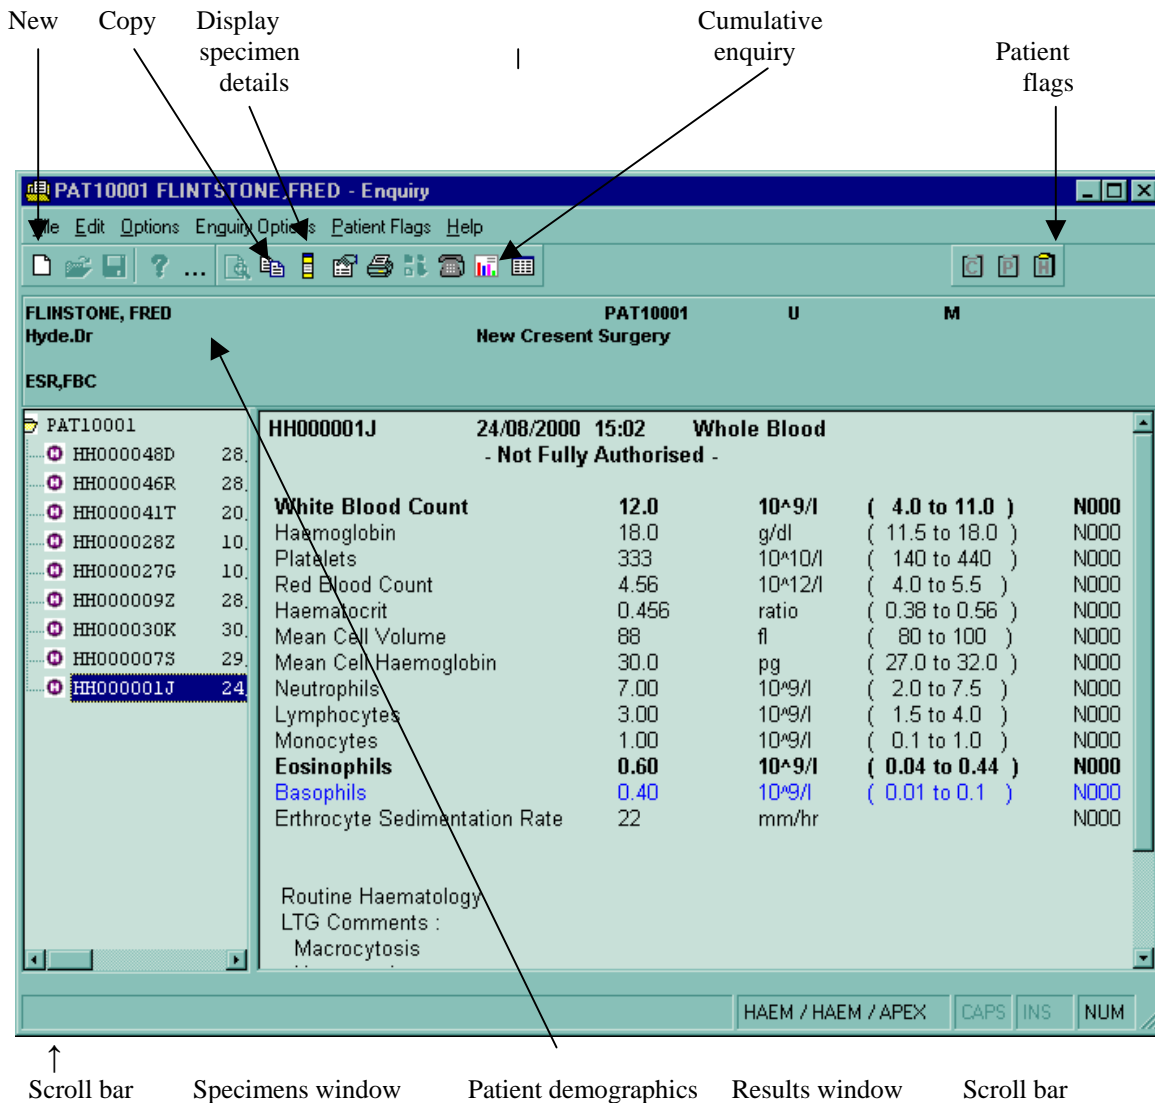 New Copy Display Cumulative
specimen enquiry Patient
details flags
PAT10001 FLINTSTONE,FRED - Enquiry
File Edit Options Enquiry Options Patient Flags Help
? ... C P H
FLINSTONE, FRED PAT10001 U M
Hyde.Dr New Cresent Surgery
ESR,FBC
PAT10001
H HH000048D 28.
H HH000046R 28.
H HH000041T 20.
H HH000028Z 10.
H HH000027G 10.
H HH000009Z 28.
H HH000030K 30.
H HH000007S 29.
H HH000001J 24.
HH000001J 24/08/2000 15:02 Whole Blood
- Not Fully Authorised -
White Blood Count 12.0 10^9/l ( 4.0 to 11.0 ) N000
Haemoglobin 18.0 g/dl ( 11.5 to 18.0 ) N000
Platelets 333 10^10/l ( 140 to 440 ) N000
Red Blood Count 4.56 10^12/l ( 4.0 to 5.5 ) N000
Haematocrit 0.456 ratio ( 0.38 to 0.56 ) N000
Mean Cell Volume 88 fl ( 80 to 100 ) N000
Mean Cell Haemoglobin 30.0 pg ( 27.0 to 32.0 ) N000
Neutrophils 7.00 10^9/l ( 2.0 to 7.5 ) N000
Lymphocytes 3.00 10^9/l ( 1.5 to 4.0 ) N000
Monocytes 1.00 10^9/l ( 0.1 to 1.0 ) N000
Eosinophils 0.60 10^9/l ( 0.04 to 0.44 ) N000
Basophils 0.40 10^9/l ( 0.01 to 0.1 ) N000
Erthrocyte Sedimentation Rate 22 mm/hr N000
Routine Haematology
LTG Comments :
Macrocytosis
HAEM / HAEM / APEX CAPS INS NUM
↑
Scroll bar Specimens window Patient demographics Results window Scroll bar